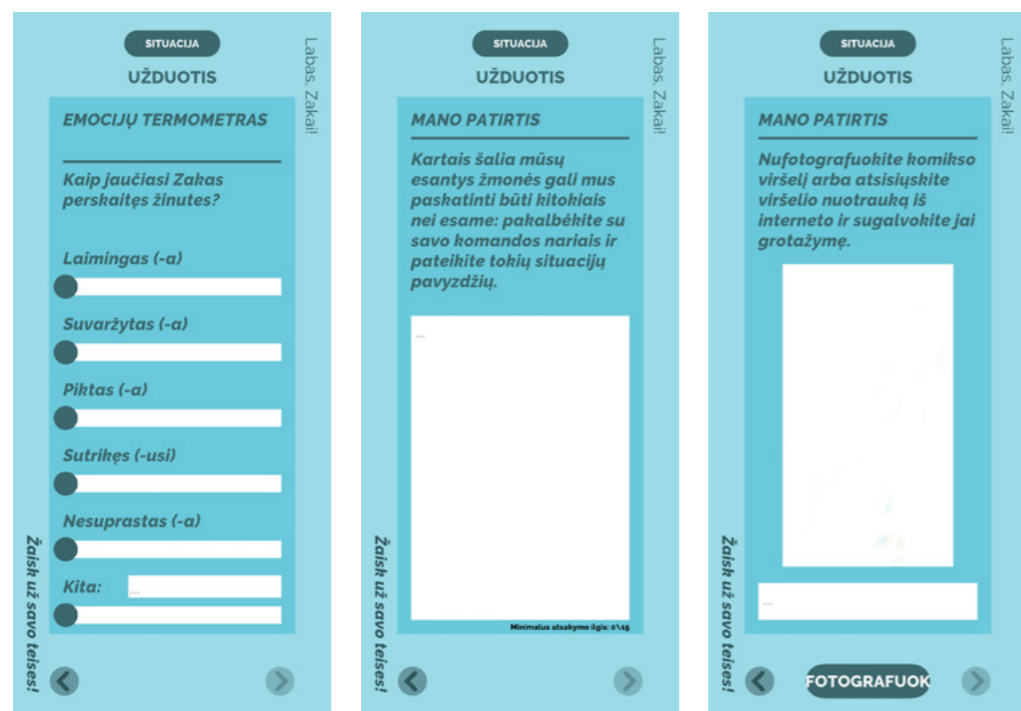 SITUACIJA
UŽDUOTIS
Labas, Zakai!
EMOCIJŲ TERMOMETRAS
Kaip jaučiasi Zakas
perskaitęs žinutes?
Laimingas (-a)
Suvaržytas (-a)
Piktas (-a)
Sutrikęs (-usi)
Nesuprastas (-a)
Kita:
...
Žaisk už savo teises!
SITUACIJA
UŽDUOTIS
Labas, Zakai!
MANO PATIRTIS
Kartais šalia mūsų
esantys žmonės gali mus
paskatinti būti kitokiais
nei esame: pakalbėkite su
savo komandos nariais ir
pateikite tokių situacijų
pavyzdžių.
...
Minimalus atsakymo ilgis: 0\15
Žaisk už savo teises!
SITUACIJA
UŽDUOTIS
Labas, Zakai!
MANO PATIRTIS
Nufotografuokite komikso
viršelį arba atsisiųskite
viršelio nuotrauką iš
interneto ir sugalvokite jai
grotažymę.
...
Žaisk už savo teises!
FOTOGRAFUOK